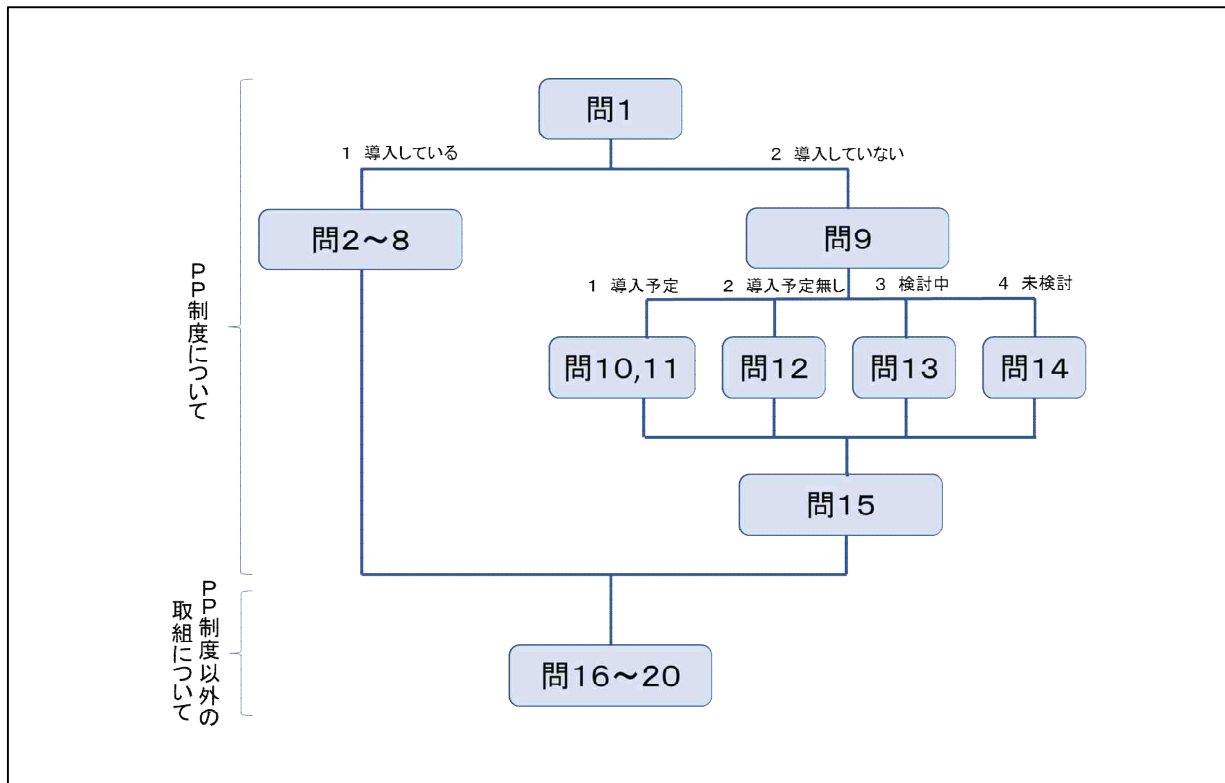 問1
1 導入している
2 導入していない
問2～8
問9
1 導入予定
2 導入予定無し
3 検討中
4 未検討
問10,11
問12
問13
問14
問15
問16～20
PP制度について
PP制度以外の
取組について